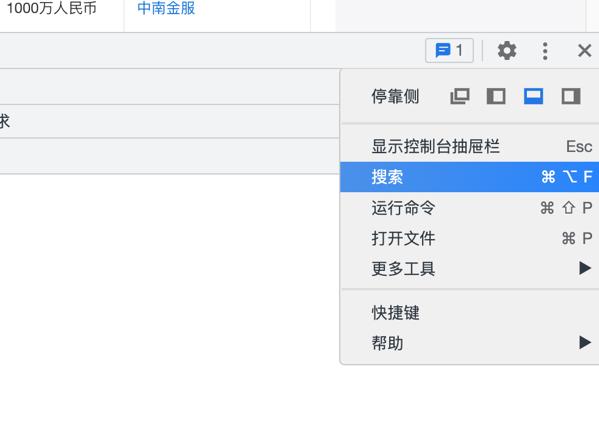 1000万人民币 中南金服
1
停靠侧
求
显示控制台抽屉栏 Esc
搜索 ⌘ ⌥ F
运行命令 ⌘ ⇧ P
打开文件 ⌘ P
更多工具 ▶
快捷键
帮助 ▶